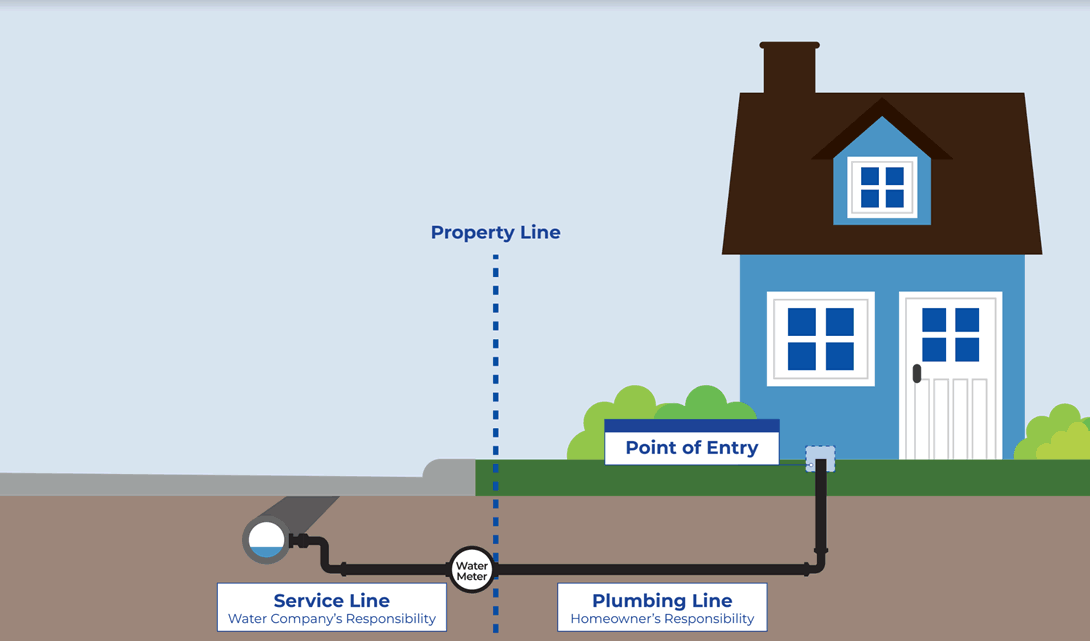 Property Line
Point of Entry
Water
Meter
Service Line
Water Company's Responsibility
Plumbing Line
Homeowner's Responsibility